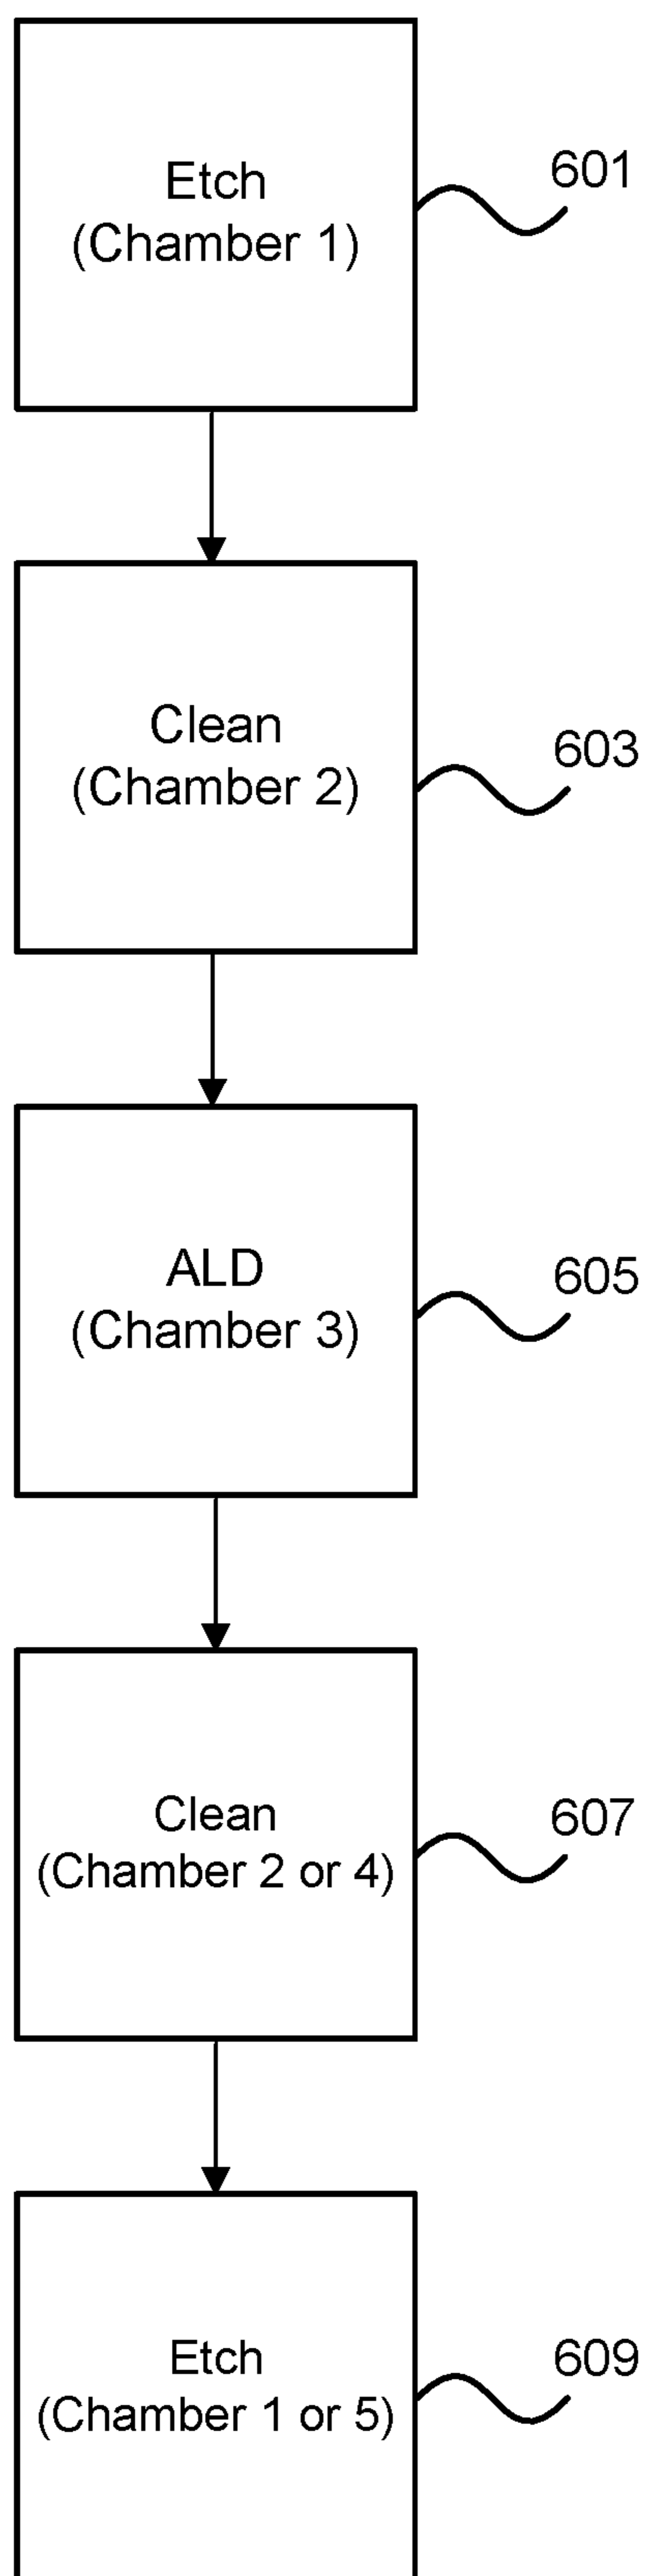 Etch
(Chamber 1)
601
Clean
(Chamber 2)
603
ALD
(Chamber 3)
605
Clean
(Chamber 2 or 4)
607
Etch
(Chamber 1 or 5)
609